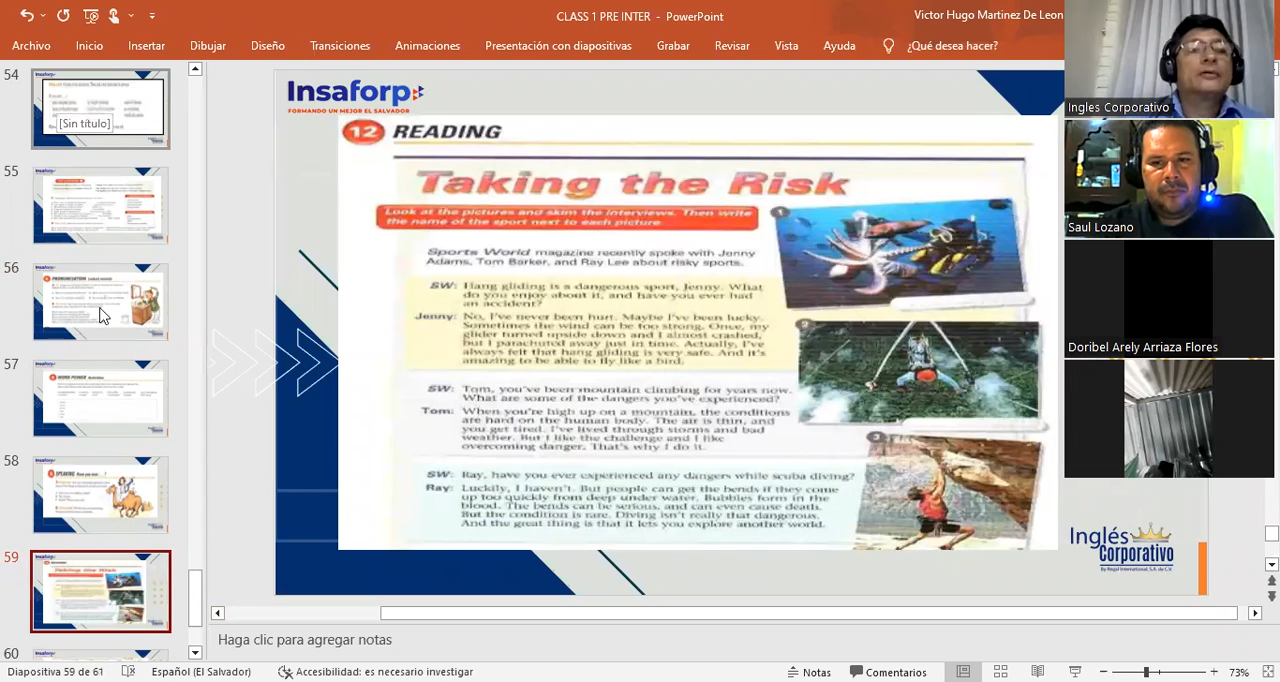 CLASS 1 PRE INTER - PowerPoint
Victor Hugo Martinez De Leon
Archivo Inicio Insertar Dibujar Diseño Transiciones Animaciones Presentación con diapositivas Grabar Revisar Vista Ayuda ¿Qué desea hacer?
54
[Sin título]
55
56
57
58
59
60
Insaforp
FORMANDO UN MEJOR EL SALVADOR
12 READING
Taking the Risk
Look at the pictures and skim the interviews. Then write
the name of the sport next to each picture.
Sports World magazine recently spoke with Jenny
Adams, Tom Barker, and Ray Lee about risky sports.
SW: Hang gliding is a dangerous sport, Jenny. What
do you enjoy about it, and have you ever had
an accident?
Jenny: No, I've never been hurt. Maybe I've been lucky.
Sometimes the wind can be too strong. Once, my
glider turned upside down and I almost crashed,
but I parachuted away just in time. Actually, I've
always felt that hang gliding is very safe. And it's
amazing to be able to fly like a bird.
SW: Tom, you've been mountain climbing for years now.
What are some of the dangers you've experienced?
Tom: When you're high up on a mountain, the conditions
are hard on the human body. The air is thin, and
you get tired. I've lived through storms and bad
weather. But I like the challenge and I like
overcoming danger. That's why I do it.
SW: Ray, have you ever experienced any dangers while scuba diving?
Ray: Luckily, I haven't. But people can get the bends if they come
up too quickly from deep under water. Bubbles form in the
blood. The bends can be serious, and can even cause death.
But the condition is rare. Diving isn't really that dangerous.
And the great thing is that it lets you explore another world.
1
2
3
Inglés
Corporativo
By Regal International, S.A. de C.V.
Ingles Corporativo
Saul Lozano
Doribel Arely Arriaza Flores
Haga clic para agregar notas
Diapositiva 59 de 61 Español (El Salvador) Accesibilidad: es necesario investigar Notas Comentarios 73%